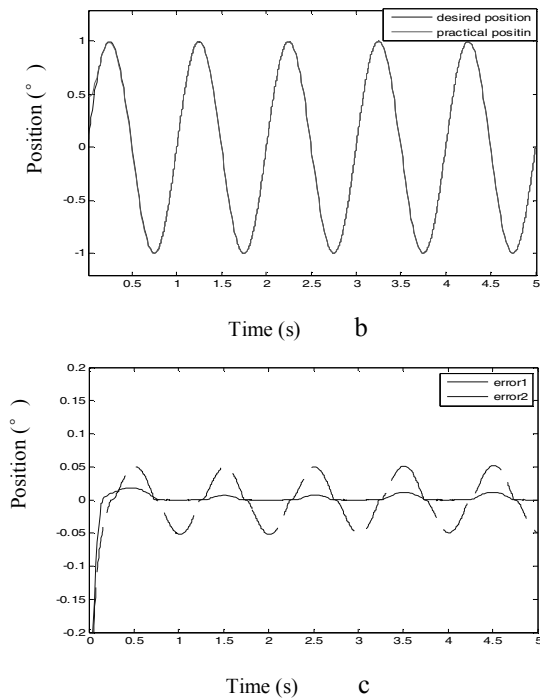 desired position
practical positin
1
0.5
0
-0.5
-1
Position (°)
0.5 1 1.5 2 2.5 3 3.5 4 4.5 5
Time (s) b
error1
error2
0.2
0.15
0.1
0.05
0
-0.05
-0.1
-0.15
-0.2
Position (°)
0 0.5 1 1.5 2 2.5 3 3.5 4 4.5 5
Time (s) c